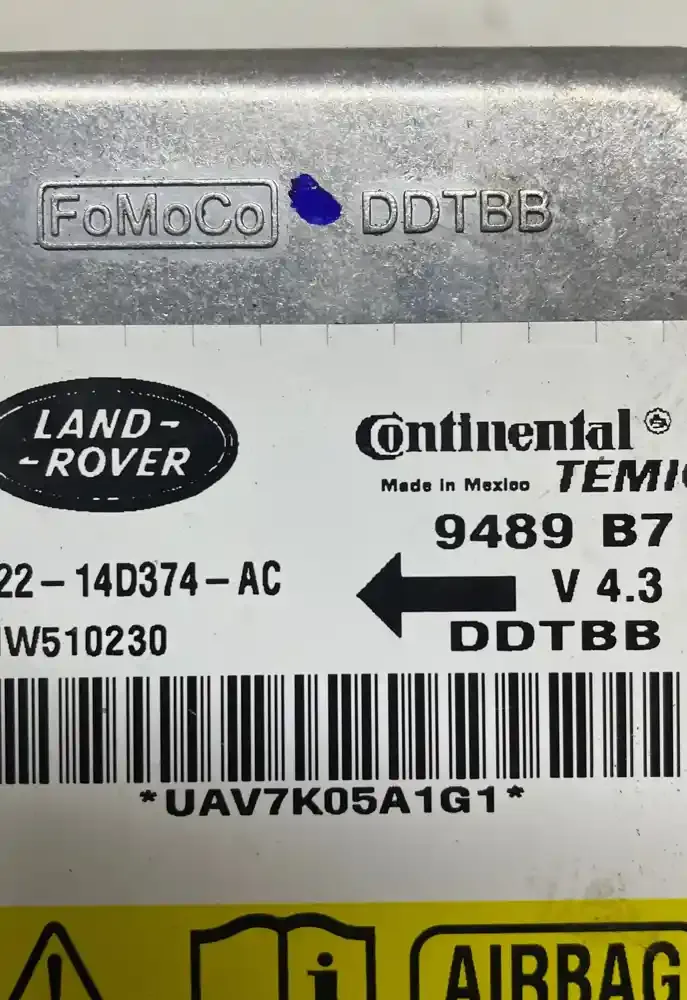 FoMoCo DDTBB
LAND-
-ROVER
Continental
Made in Mexico TEMI
9489 B7
22-14D374-AC
V 4.3
W510230
DDTBB
*UAV7K05A1G1*
i
AIRBAG